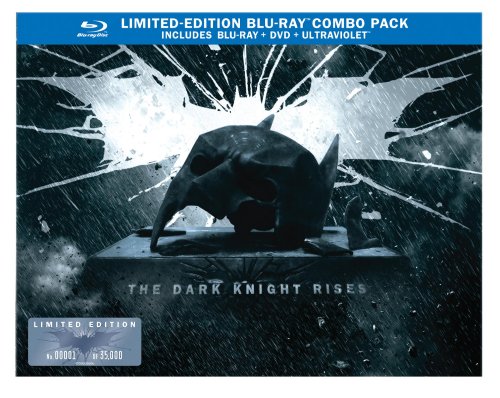 LIMITED-EDITION BLU-RAY™ COMBO PACK
Blu-ray Disc
INCLUDES BLU-RAY + DVD + ULTRAVIOLET™
THE DARK KNIGHT RISES
LIMITED EDITION
No. 00001 OF 35,000